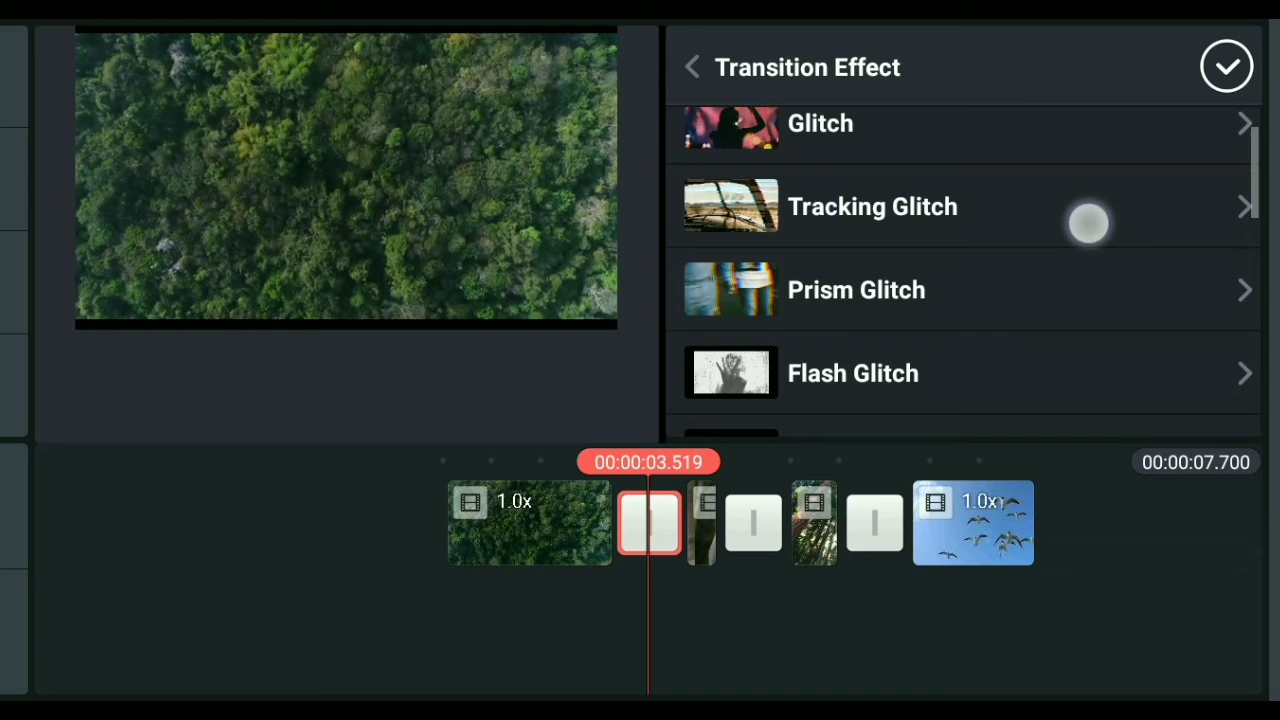 Transition Effect
Glitch
Tracking Glitch
Prism Glitch
Flash Glitch
00:00:03.519
00:00:07.700
1.0x
1.0x